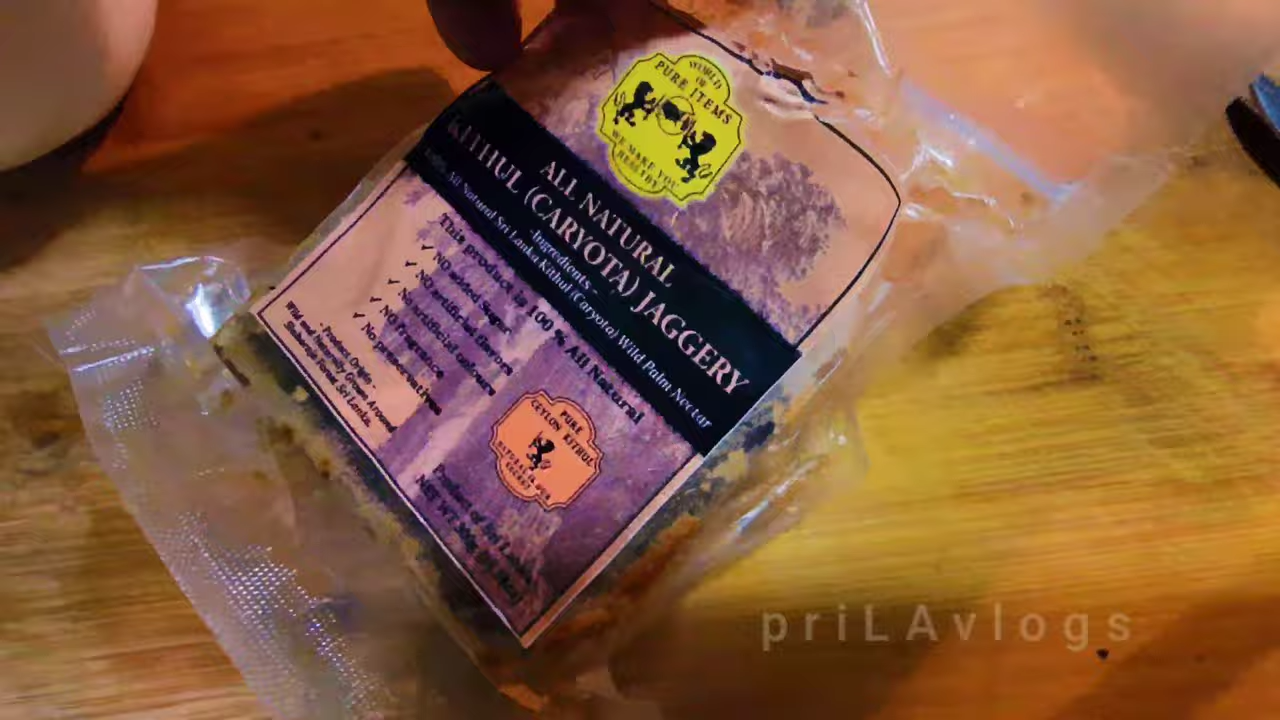 WORLD
OF
PURE ITEMS
WE MAKE YOU
HEALTHY
ALL NATURAL
KITHUL (CARYOTA) JAGGERY
-Ingredients-
All Natural Sri Lanka Kithul (Caryota) Wild Palm Nectar
This product is 100 % All Natural
✓ NO added Sugar
✓ NO artificial flavors
✓ No artificial colours
✓ NO fragrance
✓ No preservatives
- Product Origin -
Wild and Naturally Grown Around
Sinharaja Forest Sri Lanka.
PURE
CEYLON KITHUL
NATURAL
Product of Sri Lanka
NET WT
priLAvlogs